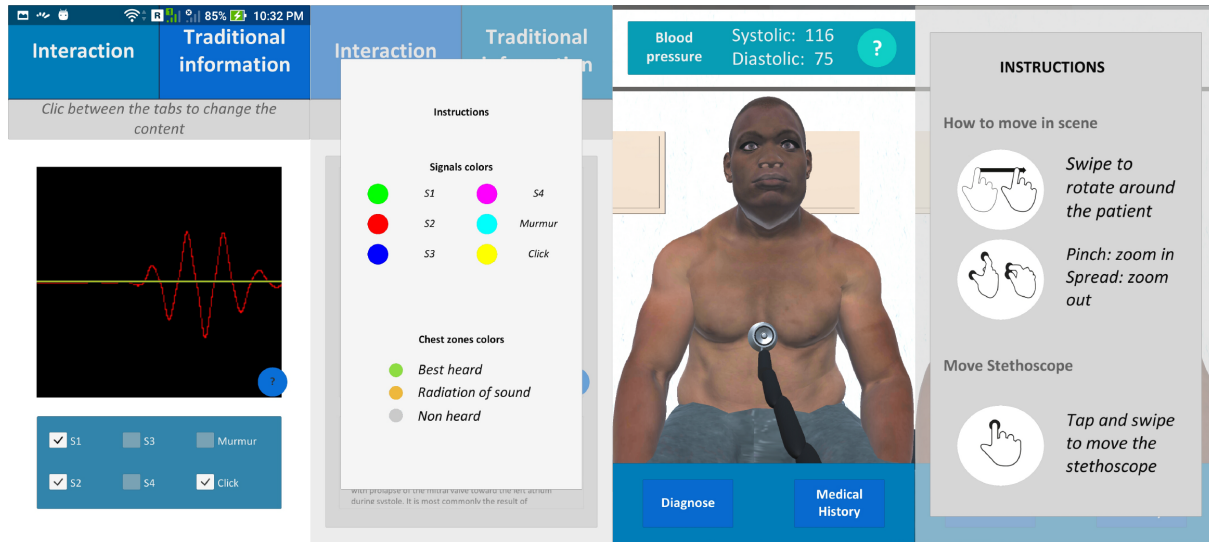 R 1 85% 10:32 PM
Interaction
Traditional
information
Clic between the tabs to change the
content
?
S1
S3
Murmur
S2
S4
Click
Interaction
Traditional
Instructions
Signals colors
S1
S4
S2
Murmur
S3
Click
Chest zones colors
Best heard
Radiation of sound
Non heard
with prolapse of the mitral valve toward the left atrium
during systole. It is most commonly the result of
Blood
pressure
Systolic: 116
Diastolic: 75
?
Diagnose
Medical
History
INSTRUCTIONS
How to move in scene
Swipe to
rotate around
the patient
Pinch: zoom in
Spread: zoom
out
Move Stethoscope
Tap and swipe
to move the
stethoscope